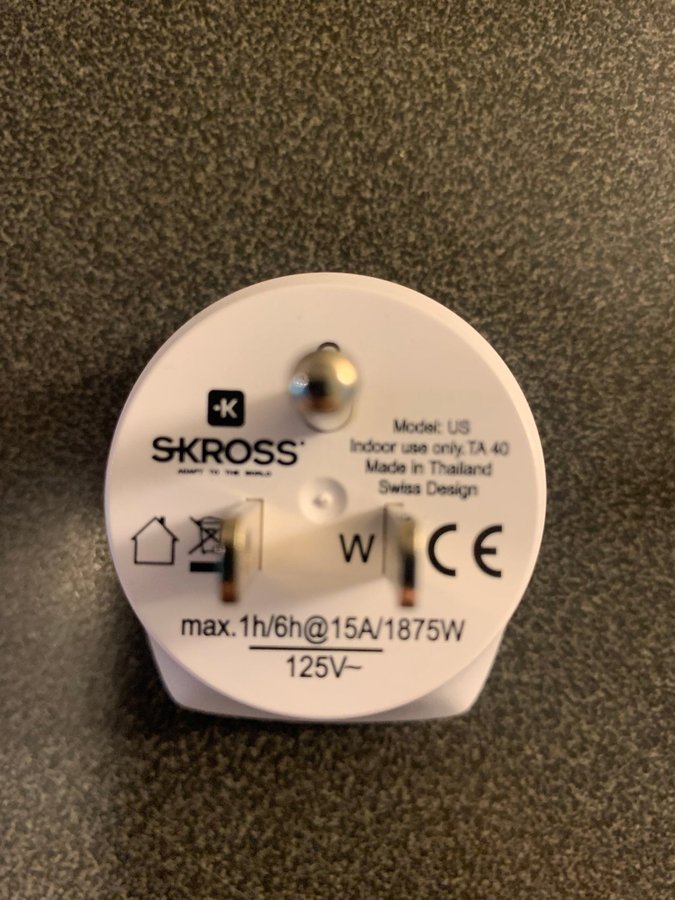 K
SKROSS
ADAPT TO THE WORLD
Model: US
Indoor use only. TA 40
Made in Thailand
Swiss Design
W
CE
max.1h/6h@15A/1875W
125V~